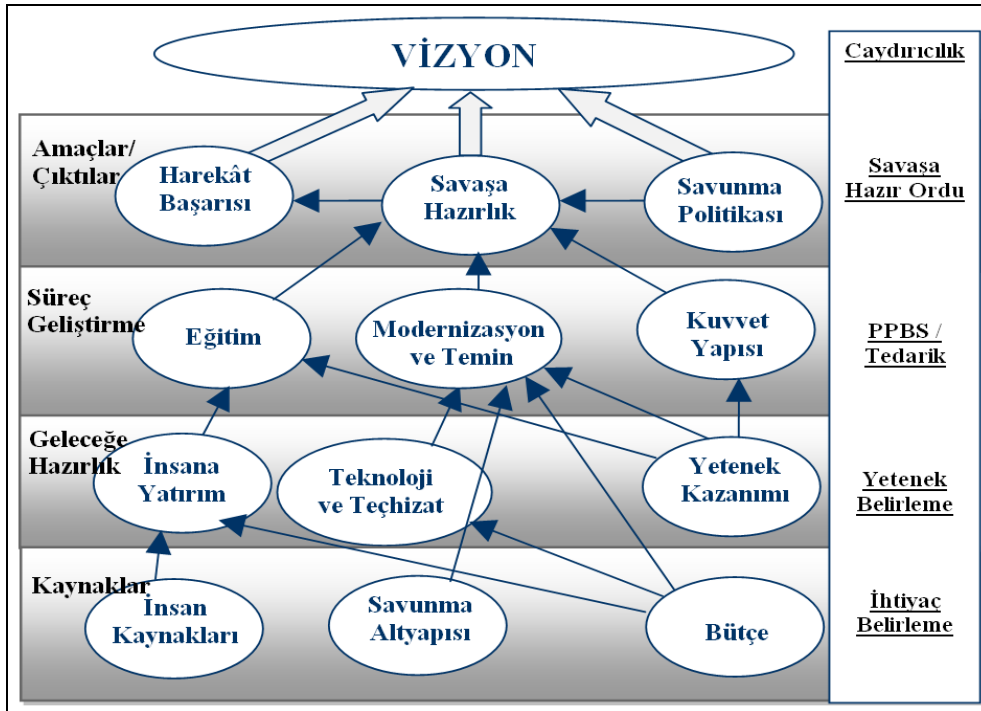 VİZYON
Caydırıcılık
Amaçlar/
Çıktılar
Harekât
Başarısı
Savaşa
Hazırlık
Savunma
Politikası
Savaşa
Hazır Ordu
Süreç
Geliştirme
Eğitim
Modernizasyon
ve Temin
Kuvvet
Yapısı
PPBS /
Tedarik
Geleceğe
Hazırlık
İnsana
Yatırım
Teknoloji
ve Teçhizat
Yetenek
Kazanımı
Yetenek
Belirleme
Kaynaklar
İnsan
Kaynakları
Savunma
Altyapısı
Bütçe
İhtiyaç
Belirleme